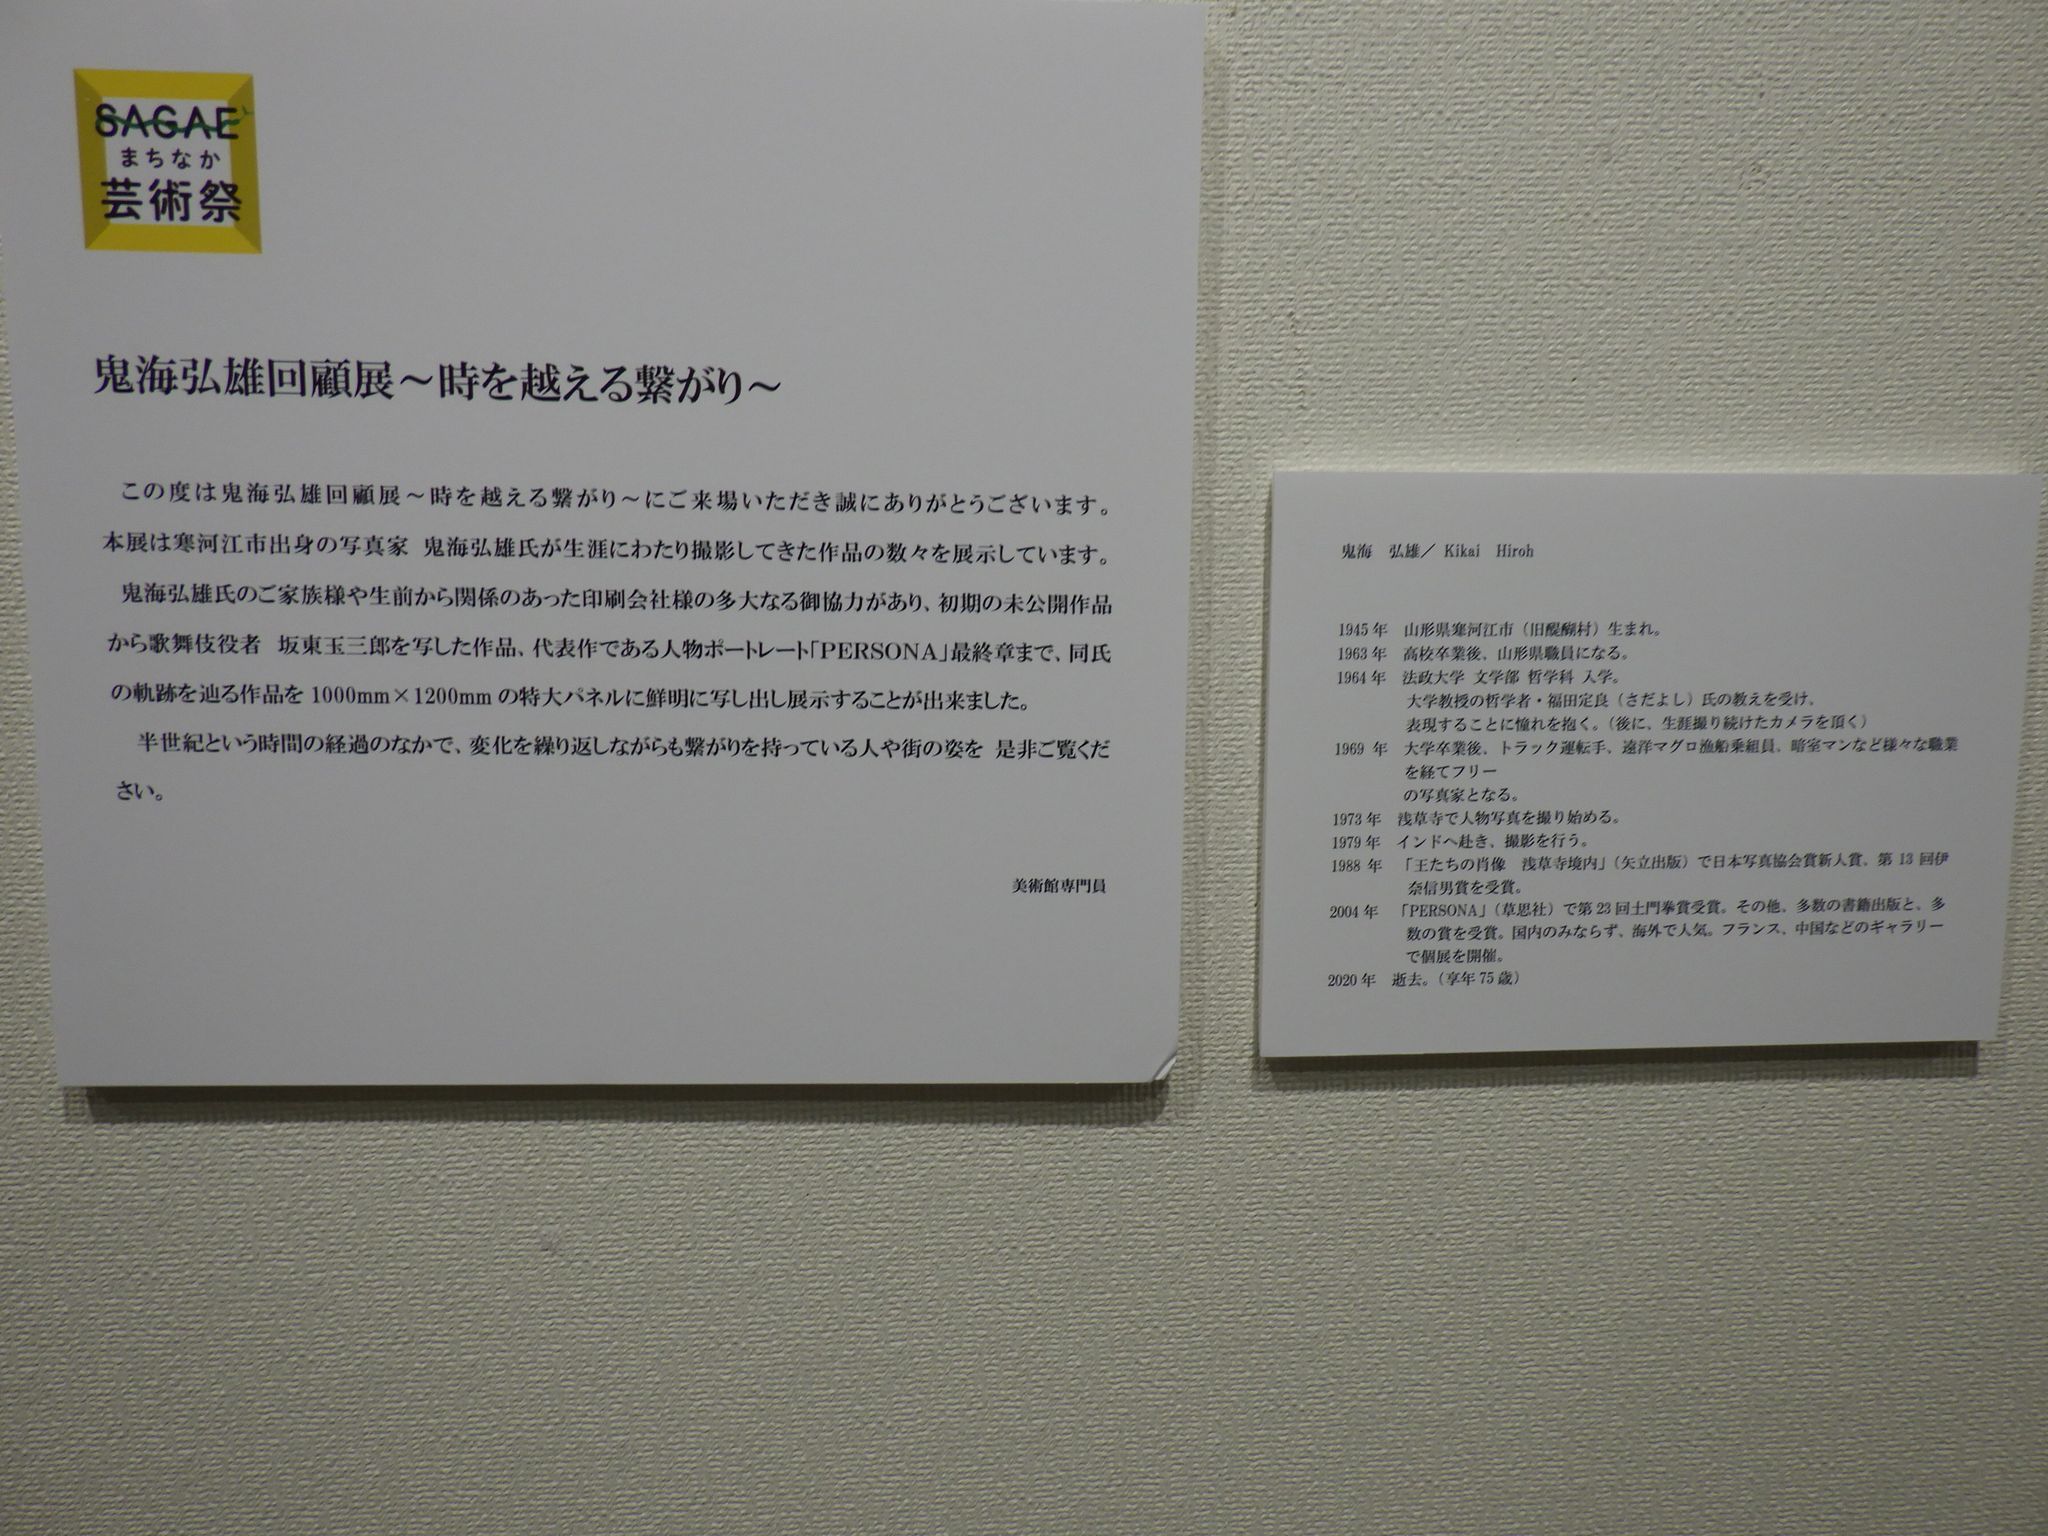 SAGAE
まちなか
芸術祭
鬼海弘雄回顧展～時を越える繋がり～
この度は鬼海弘雄回顧展～時を越える繋がり～にご来場いただき誠にありがとうございます。
本展は寒河江市出身の写真家 鬼海弘雄氏が生涯にわたり撮影してきた作品の数々を展示しています。
鬼海弘雄氏のご家族様や生前から関係のあった印刷会社様の多大なる御協力があり、初期の未公開作品
から歌舞伎役者 坂東玉三郎を写した作品、代表作である人物ポートレート「PERSONA」最終章まで、同氏
の軌跡を辿る作品を 1000mm×1200mm の特大パネルに鮮明に写し出し展示することが出来ました。
半世紀という時間の経過のなかで、変化を繰り返しながらも繋がりを持っている人や街の姿を 是非ご覧くだ
さい。
美術館専門員
鬼海 弘雄／ Kikai Hiroh
1945 年 山形県寒河江市（旧醍醐村）生まれ。
1963 年 高校卒業後、山形県職員になる。
1964 年 法政大学 文学部 哲学科 入学。
大学教授の哲学者・福田定良（さだよし）氏の教えを受け、
表現することに憧れを抱く。（後に、生涯撮り続けたカメラを頂く）
1969 年 大学卒業後、トラック運転手、遠洋マグロ漁船乗組員、暗室マンなど様々な職業
を経てフリー
の写真家となる。
1973 年 浅草寺で人物写真を撮り始める。
1979 年 インドへ赴き、撮影を行う。
1988 年 「王たちの肖像 浅草寺境内」（矢立出版）で日本写真協会賞新人賞、第 13 回伊
奈信男賞を受賞。
2004 年 「PERSONA」（草思社）で第 23 回土門拳賞受賞。その他、多数の書籍出版と、多
数の賞を受賞。国内のみならず、海外で人気。フランス、中国などのギャラリー
で個展を開催。
2020 年 逝去。（享年 75 歳）